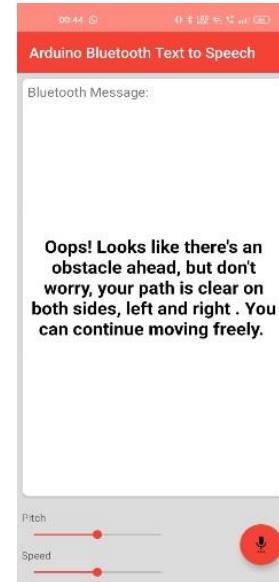 00:44
Arduino Bluetooth Text to Speech
Bluetooth Message:
Oops! Looks like there's an
obstacle ahead, but don't
worry, your path is clear on
both sides, left and right . You
can continue moving freely.
Pitch
Speed